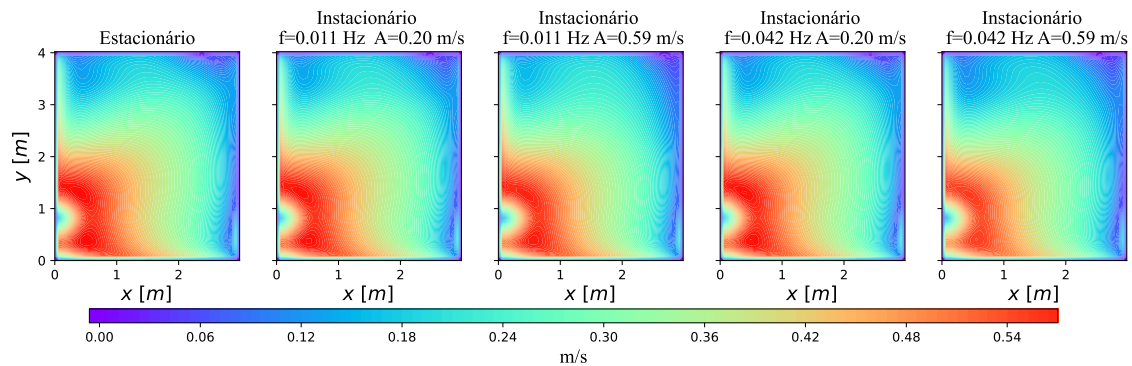 Estacionário
Instacionário
f=0.011 Hz  A=0.20 m/s
Instacionário
f=0.011 Hz A=0.59 m/s
Instacionário
f=0.042 Hz A=0.20 m/s
Instacionário
f=0.042 Hz A=0.59 m/s
y [m]
4
3
2
1
0
0 1 2
0 1 2
0 1 2
0 1 2
0 1 2
x [m]
x [m]
x [m]
x [m]
x [m]
0.00 0.06 0.12 0.18 0.24 0.30 0.36 0.42 0.48 0.54
m/s